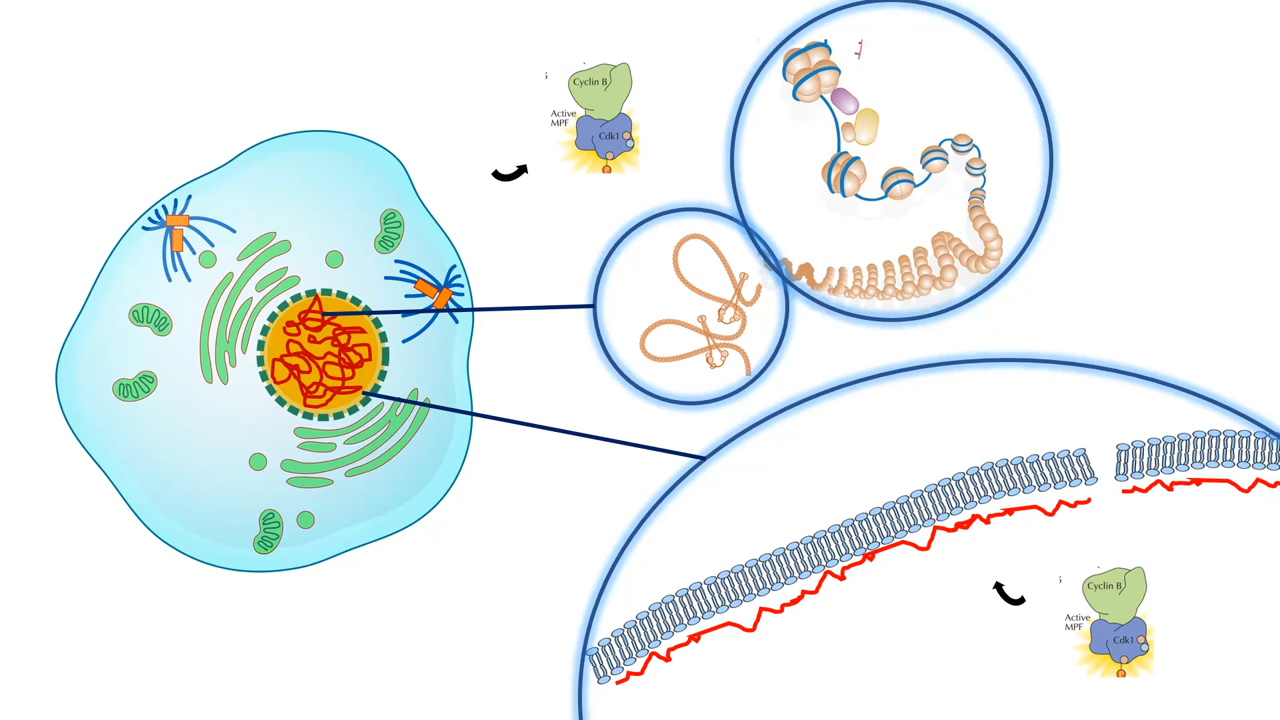 Cyclin B
Active
MPF
Cdk1
Cyclin B
Active
MPF
Cdk1